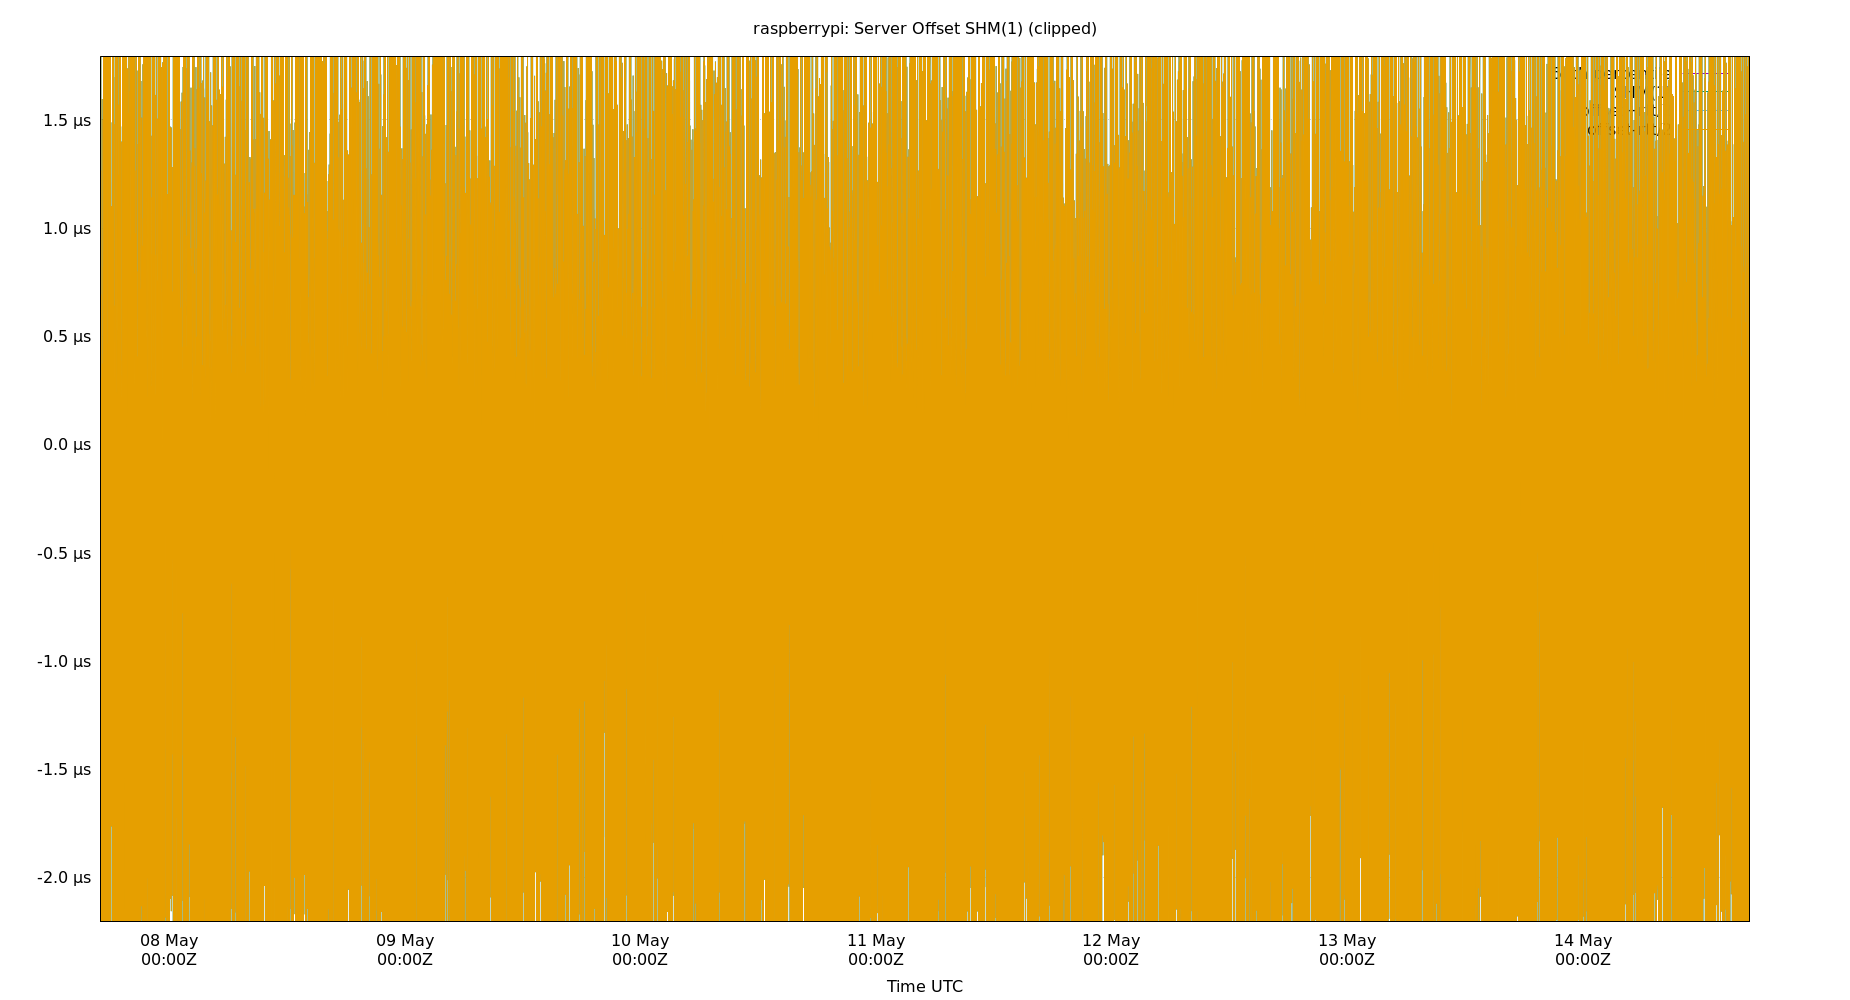 raspberrypi: Server Offset SHM(1) (clipped)
1.5 µs
1.0 µs
0.5 µs
0.0 µs
-0.5 µs
-1.0 µs
-1.5 µs
-2.0 µs
08 May 09 May 10 May 11 May 12 May 13 May 14 May
00:00Z 00:00Z 00:00Z 00:00Z 00:00Z 00:00Z 00:00Z
Time UTC